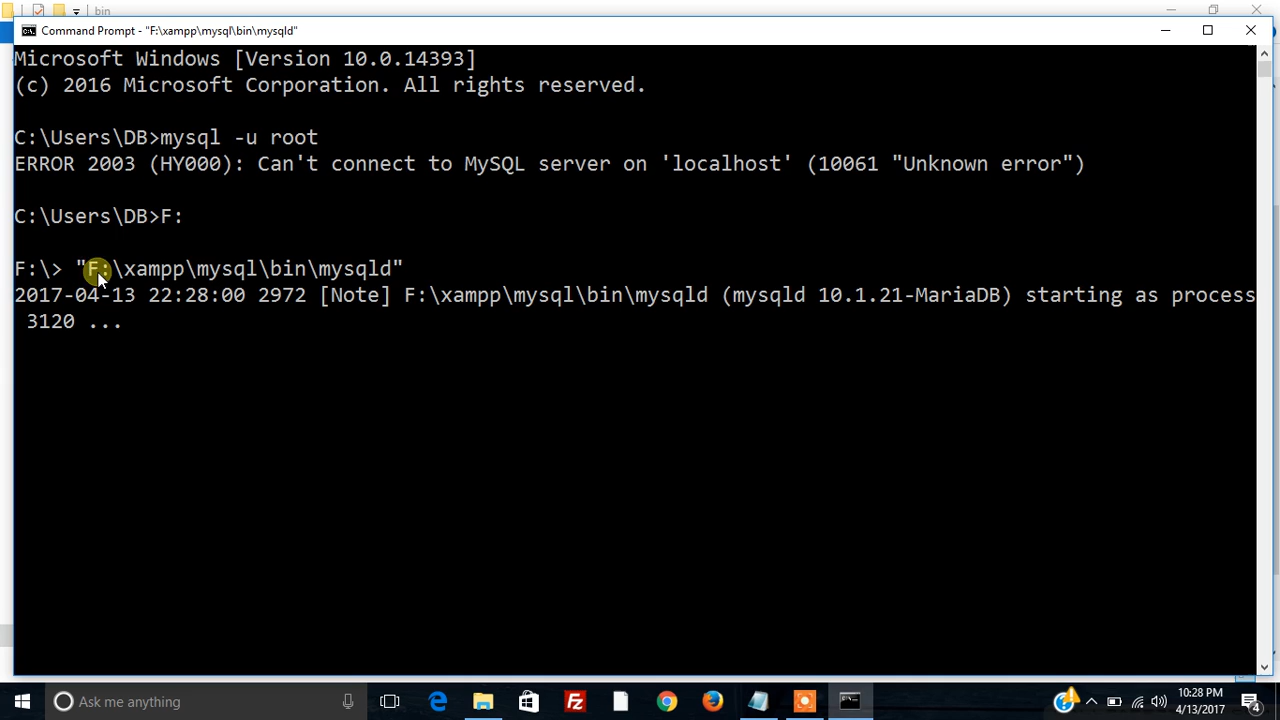 bin
Command Prompt - "F:\xampp\mysql\bin\mysqld"
Microsoft Windows [Version 10.0.14393]
(c) 2016 Microsoft Corporation. All rights reserved.
C:\Users\DB>mysql -u root
ERROR 2003 (HY000): Can't connect to MySQL server on 'localhost' (10061 "Unknown error")
C:\Users\DB>F:
F:\> "F:\xampp\mysql\bin\mysqld"
2017-04-13 22:28:00 2972 [Note] F:\xampp\mysql\bin\mysqld (mysqld 10.1.21-MariaDB) starting as process
3120 ...
Ask me anything
10:28 PM
4/13/2017
4